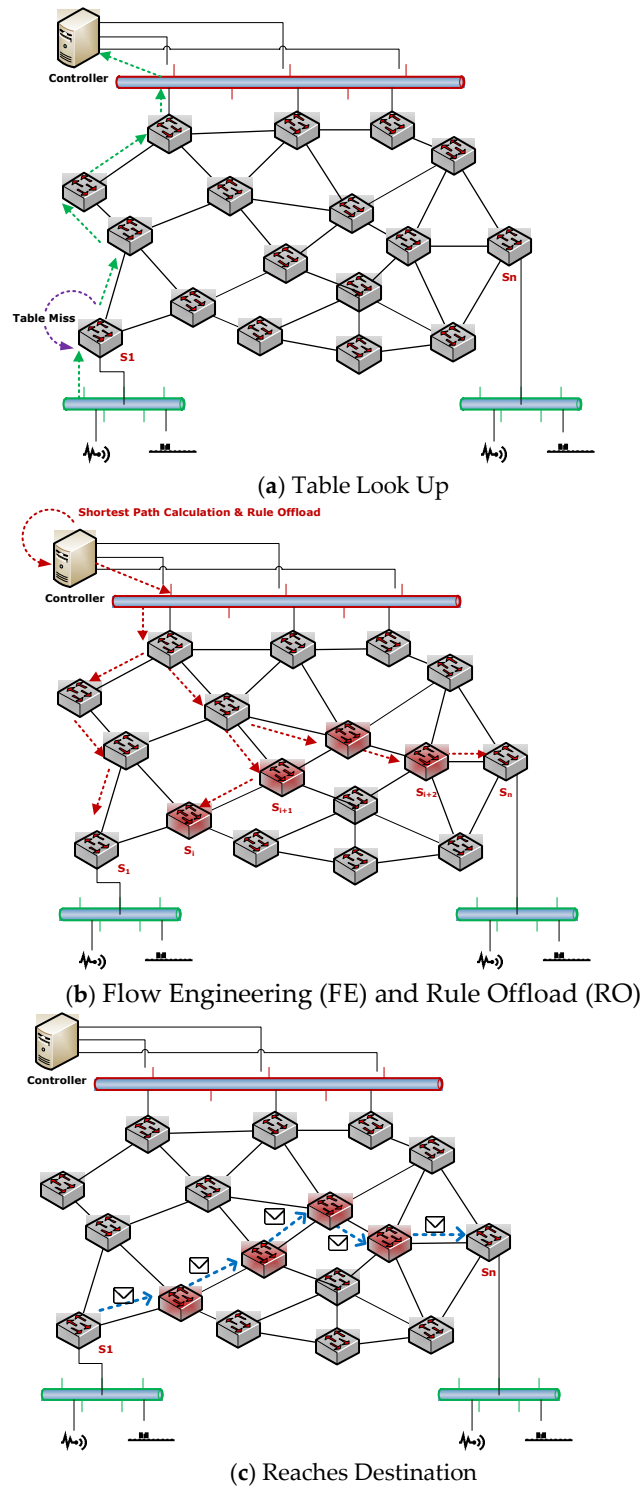 Controller
Sn
Table Miss
S1
(a) Table Look Up
Shortest Path Calculation & Rule Offload
Controller
Si+2
Sn
Si+1
Si
S1
(b) Flow Engineering (FE) and Rule Offload (RO)
Controller
Sn
S1
(c) Reaches Destination